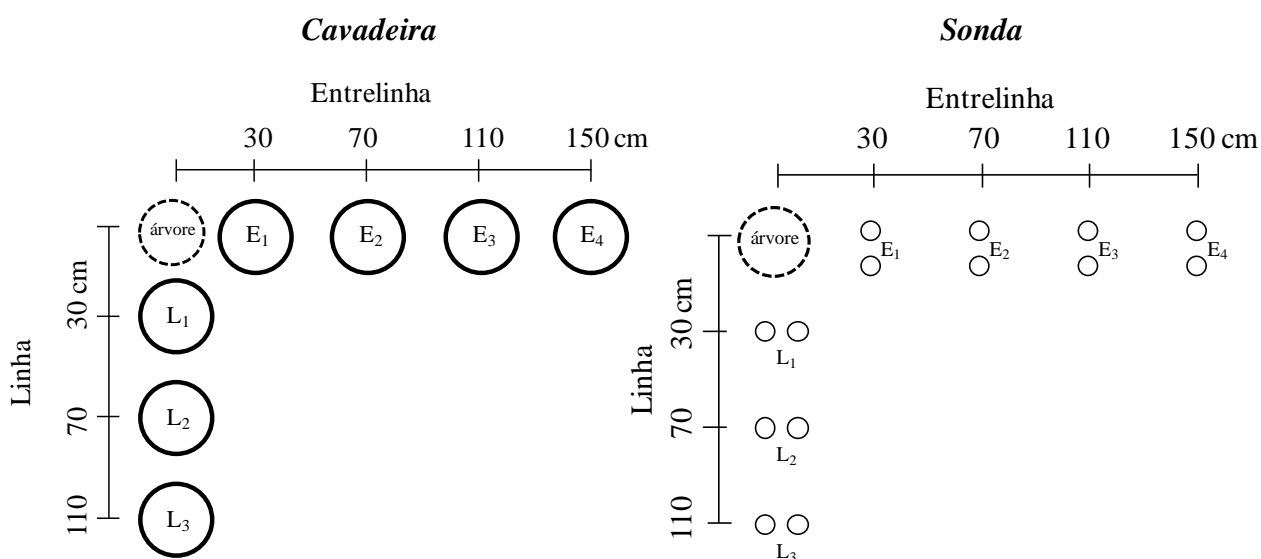 Cavadeira
Entrelinha
30 70 110 150 cm
árvore E1 E2 E3 E4
L1
L2
L3
30 cm
70
110
Linha
Sonda
Entrelinha
30 70 110 150 cm
árvore E1 E2 E3 E4
L1
L2
L3
30 cm
70
110
Linha